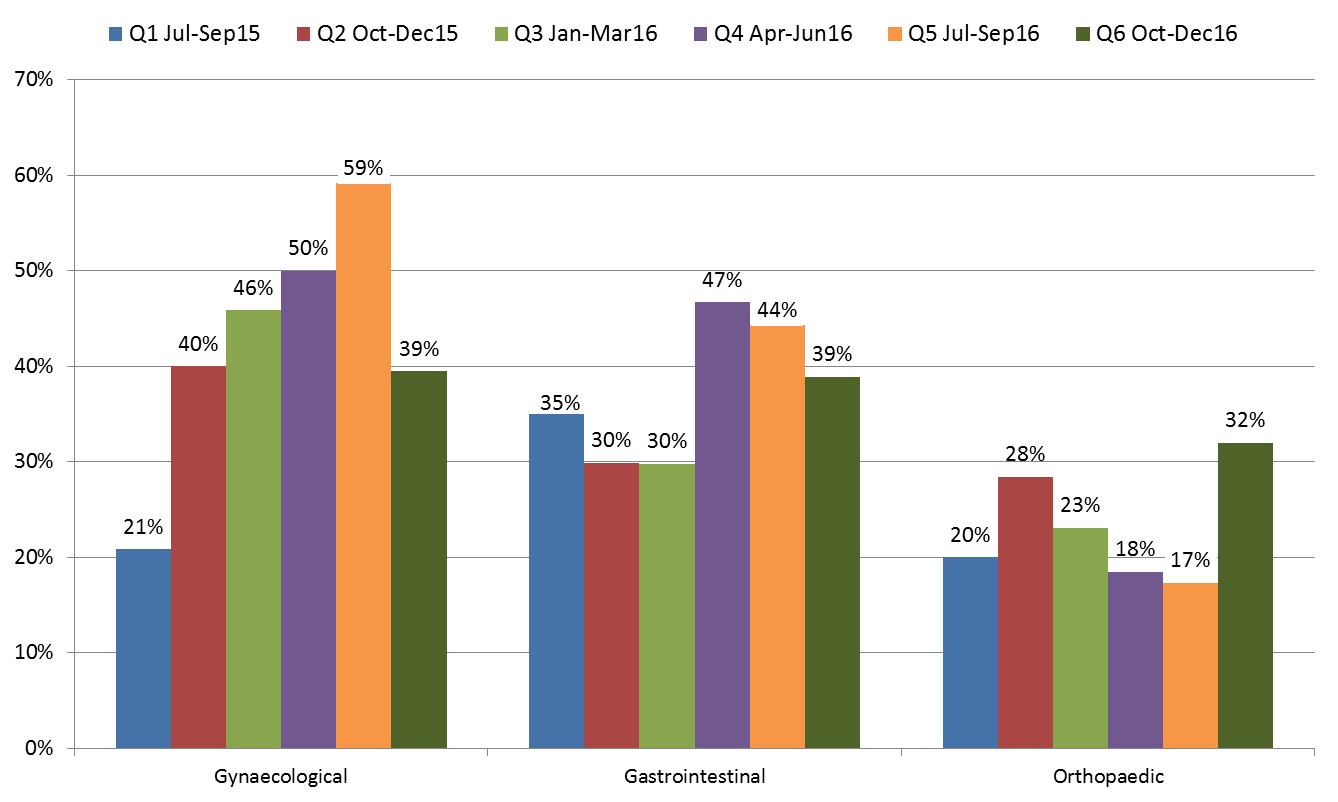 Q1 Jul-Sep15 Q2 Oct-Dec15 Q3 Jan-Mar16 Q4 Apr-Jun16 Q5 Jul-Sep16 Q6 Oct-Dec16
70%
60%
50%
40%
30%
20%
10%
0%
21% 40% 46% 50% 59% 39%
35% 30% 30% 47% 44% 39%
20% 28% 23% 18% 17% 32%
Gynaecological Gastrointestinal Orthopaedic